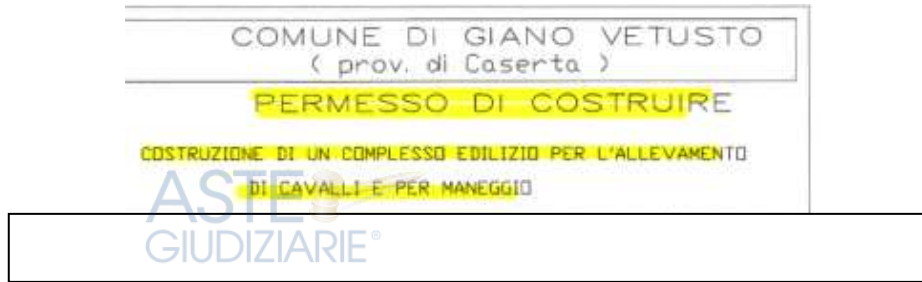 COMUNE DI GIANO VETUSTO
( prov. di Caserta )
PERMESSO DI COSTRUIRE
COSTRUZIONE DI UN COMPLESSO EDILIZIO PER L'ALLEVAMENTO
DI CAVALLI E PER MANEGGIO
ASTE
GIUDIZIARIE®